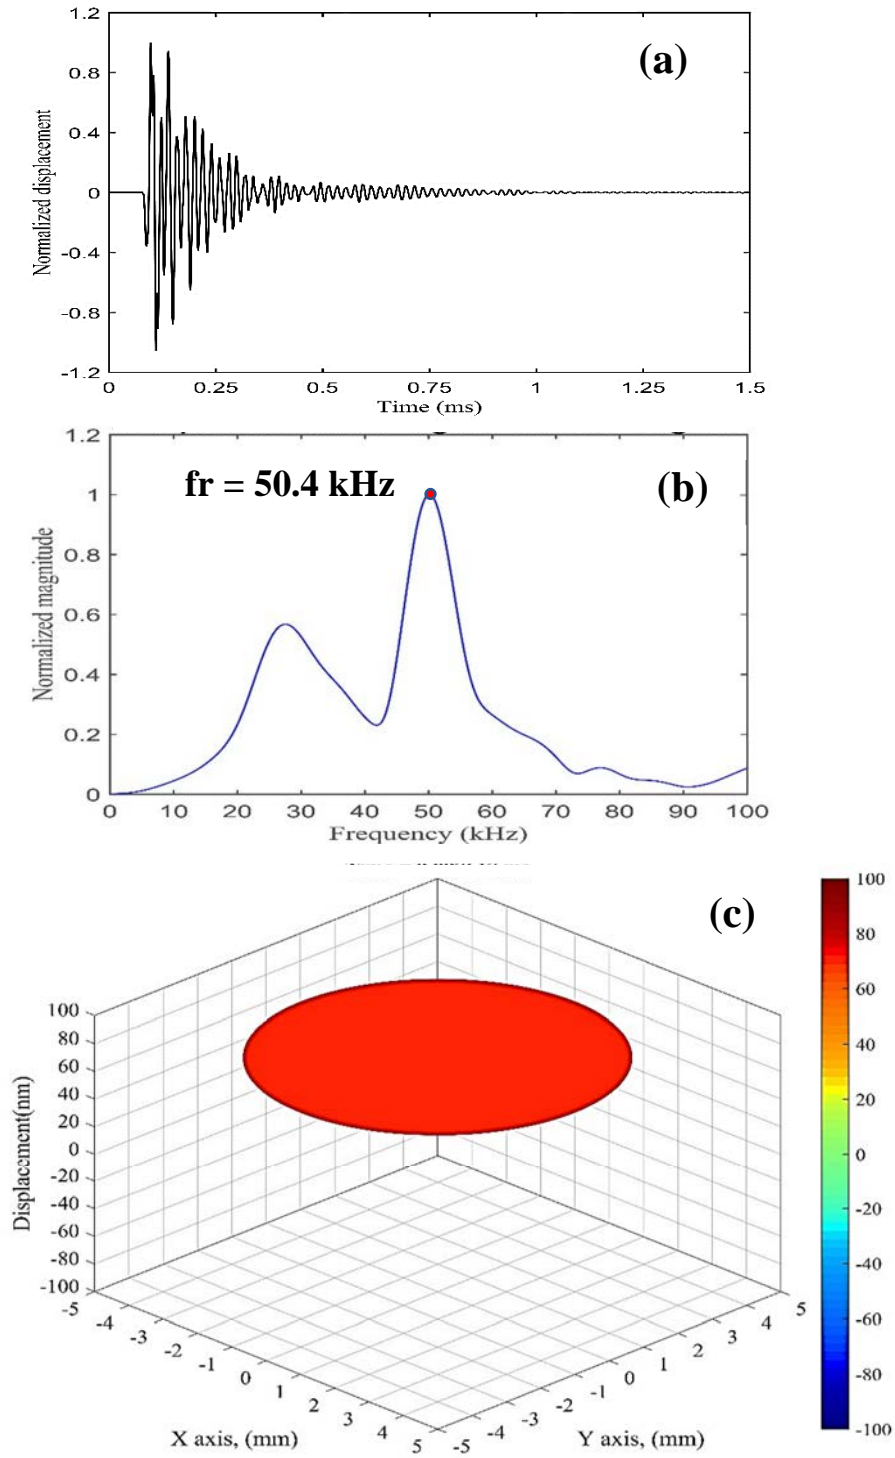 (a)
1.2
0.8
0.4
0
-0.4
-0.8
-1.2
Normalized displacement
0 0.25 0.5 0.75 1 1.25 1.5
Time (ms)
fr = 50.4 kHz
(b)
1.2
1
0.8
0.6
0.4
0.2
0
Normalized magnitude
0 10 20 30 40 50 60 70 80 90 100
Frequency (kHz)
(c)
100
80
60
40
20
0
-20
-40
-60
-80
-100
Displacement(nm)
-5 -4 -3 -2 -1 0 1 2 3 4 5
X axis, (mm)
-5 -4 -3 -2 -1 0 1 2 3 4 5
Y axis, (mm)
100
80
60
40
20
0
-20
-40
-60
-80
-100